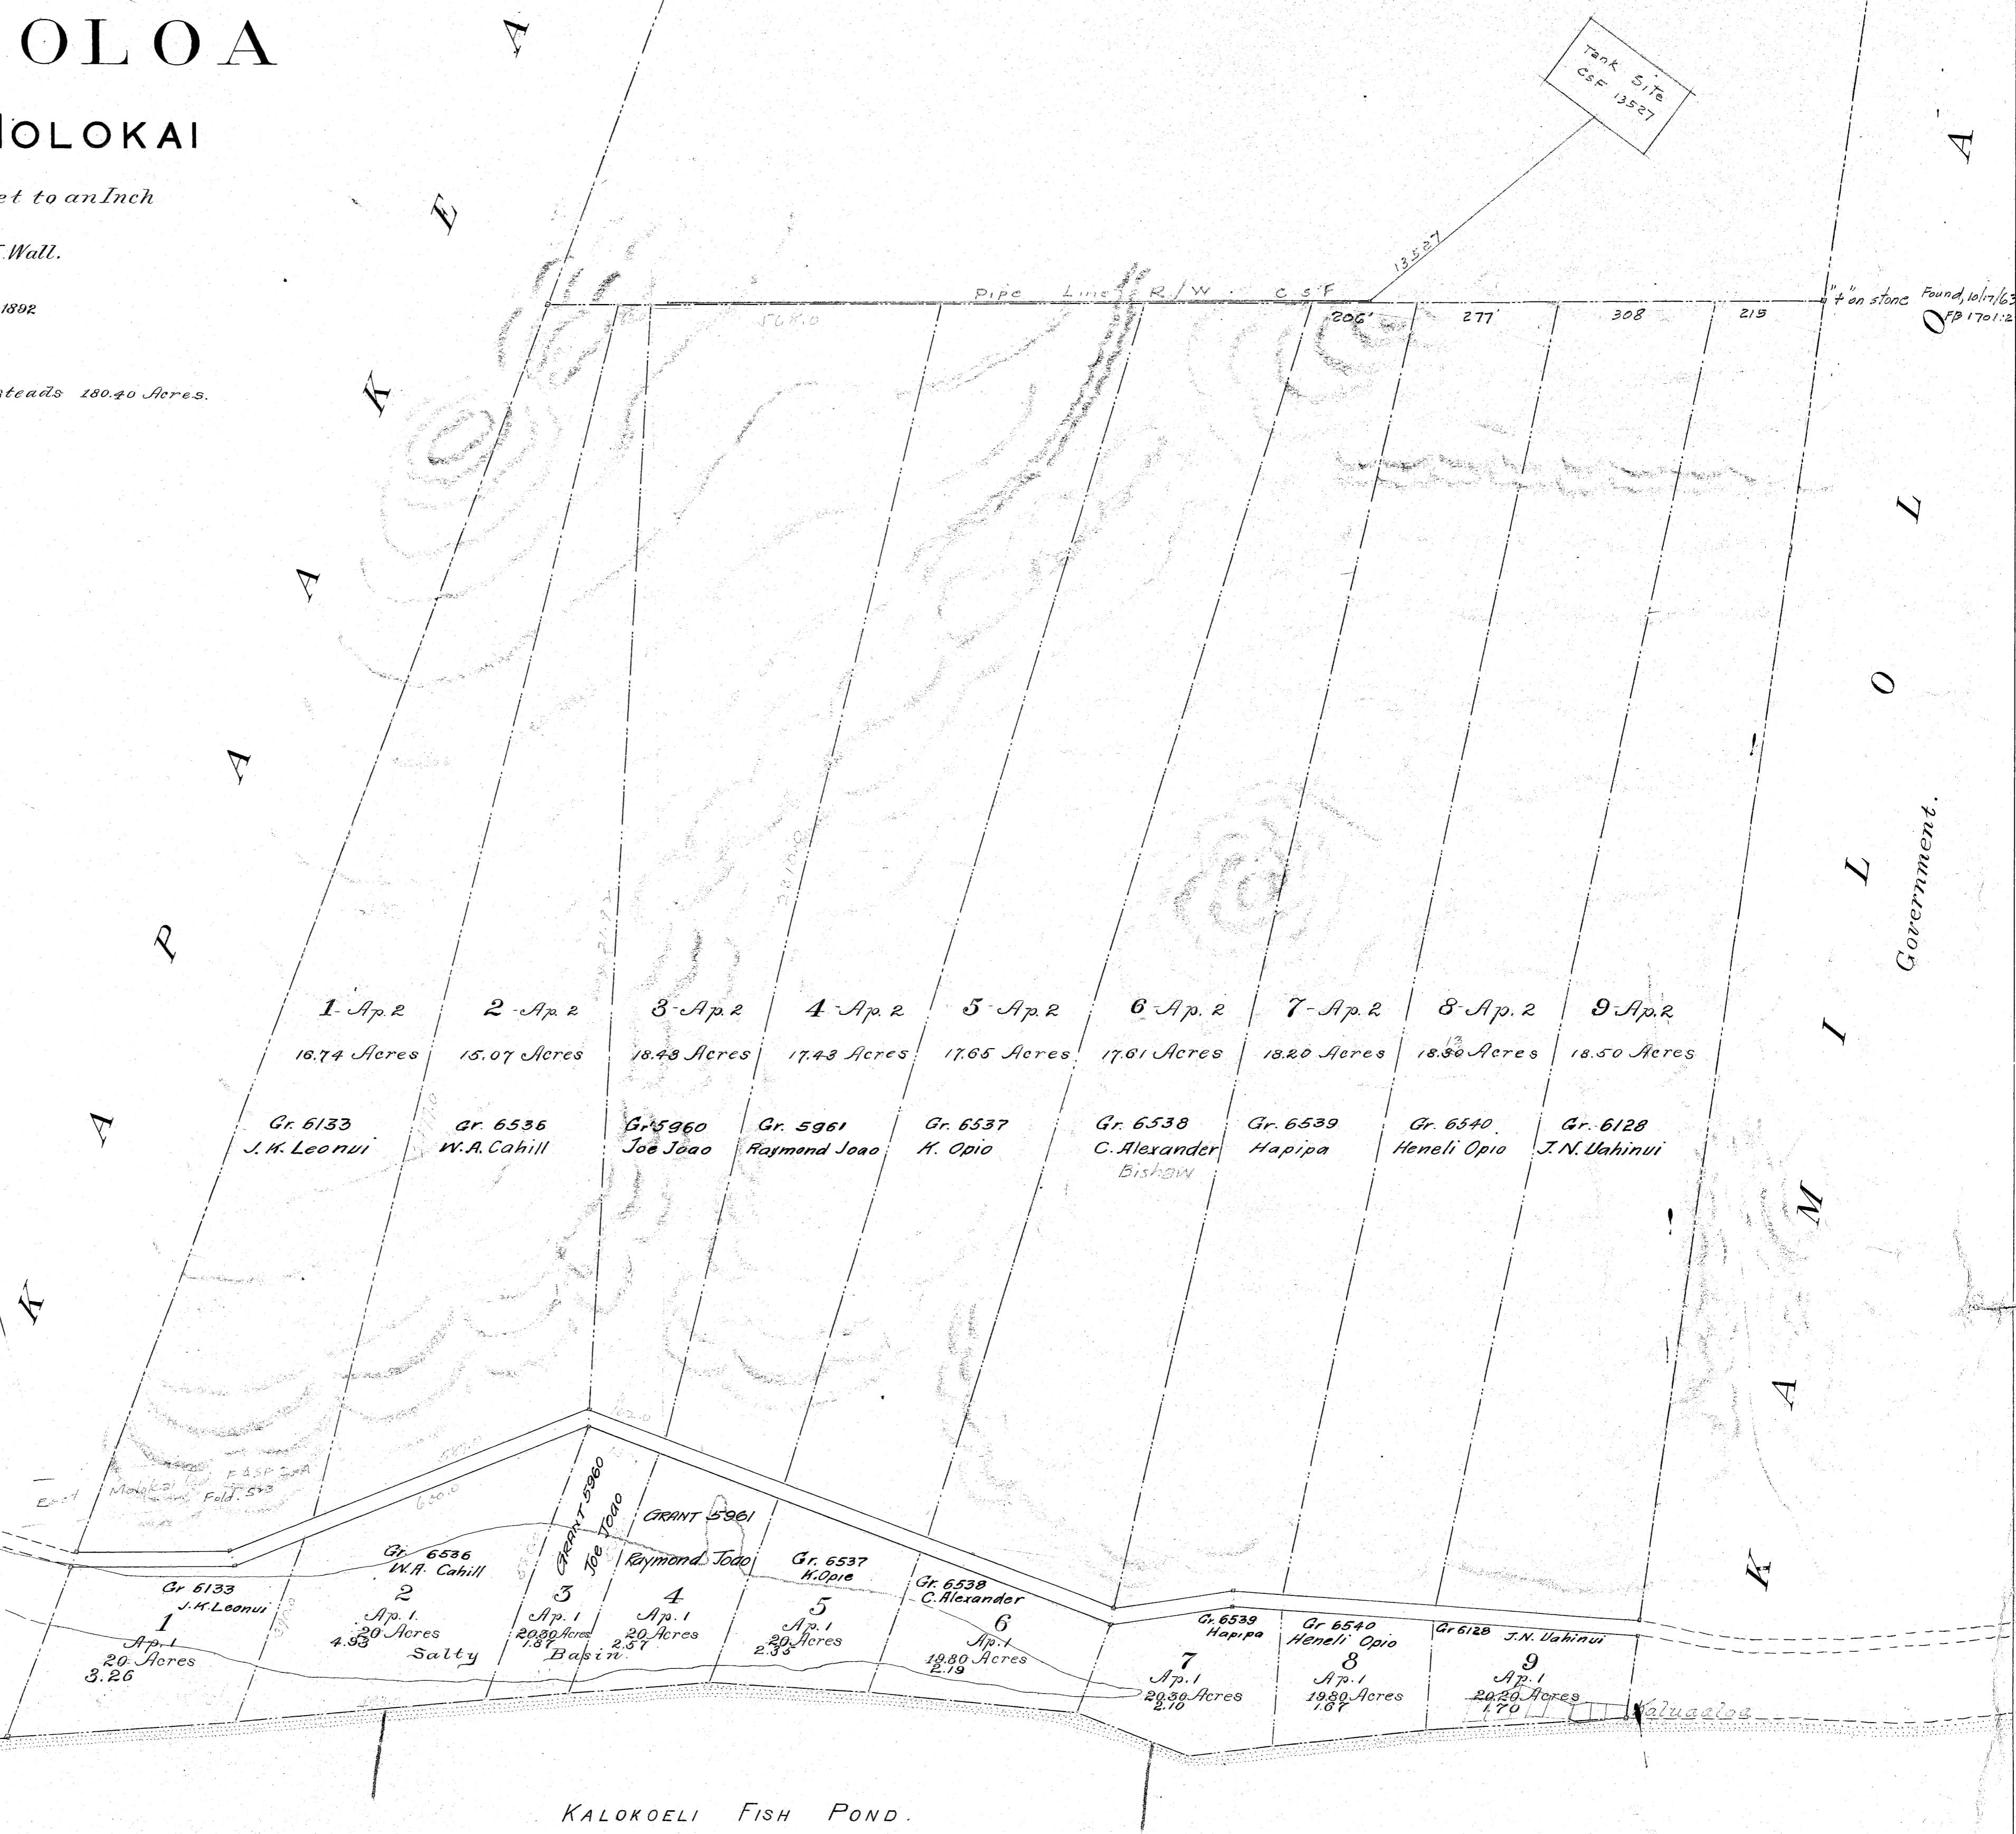 OLOA
OLOKAI
et to an Inch
T. Wall.
1892
steads 180.40 Acres.
Tank Site
CSF 13527
13527
Pipe Line R/W C S F
568.0
206'
277'
308
215
"+" on stone Found, 10/17/63
FB 1701:2
K A P A A K E A
M A K A
K A M I L O L O A
Government.
1-Ap.2
2-Ap.2
3-Ap.2
4-Ap.2
5-Ap.2
6-Ap.2
7-Ap.2
8-Ap.2
9-Ap.2
16.74 Acres
15.07 Acres
18.43 Acres
17.43 Acres
17.65 Acres
17.61 Acres
18.20 Acres
Acres
18.50 Acres
Gr. 6133
J.K. Leonui
Gr. 6536
W.A. Cahill
Gr. 5960
Joe Joao
Gr. 5961
Raymond Joao
Gr. 6537
K. Opio
Gr. 6538
C. Alexander
Bishaw
Gr. 6539
Hapipa
Gr. 6540
Heneli Opio
Gr. 6128
J.N. Uahinui
East Molokai
Gr 6133
J.K. Leonui
1
Ap.1
20 Acres
3.26
Gr. 6536
W.A. Cahill
2
Ap. 1.
20 Acres
4.93
GRANT 5960
Joe Joao
3
Ap. 1
20.30 Acres
1.87
GRANT 5961
Raymond Joao
4
Ap. 1
20 Acres
2.57
Salty Basin.
Gr. 6537
K. Opie
5
Ap. 1
20 Acres
2.35
Gr. 6538
C. Alexander
6
Ap. 1
19.80 Acres
2.19
Gr. 6539
Hapipa
7
Ap. 1
20.30 Acres
2.10
Gr 6540
Heneli Opio
8
Ap. 1
19.80 Acres
1.87
Gr 6128 J.N. Uahinui
9
Ap. 1
20.20 Acres
1.70
KALOKOELI FISH POND.